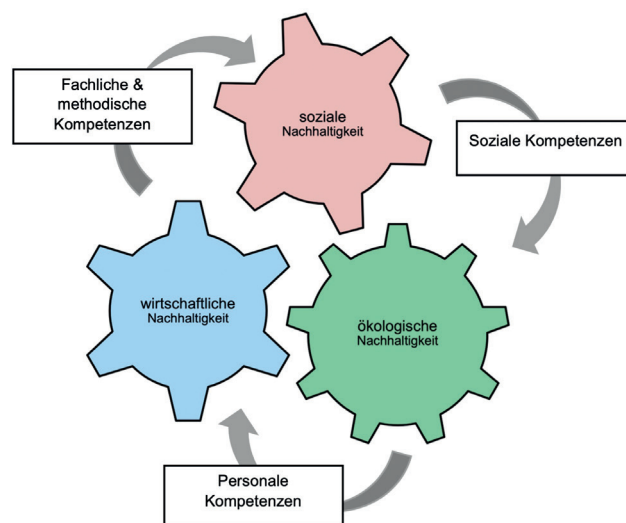 Fachliche &
methodische
Kompetenzen
soziale
Nachhaltigkeit
Soziale Kompetenzen
wirtschaftliche
Nachhaltigkeit
ökologische
Nachhaltigkeit
Personale
Kompetenzen